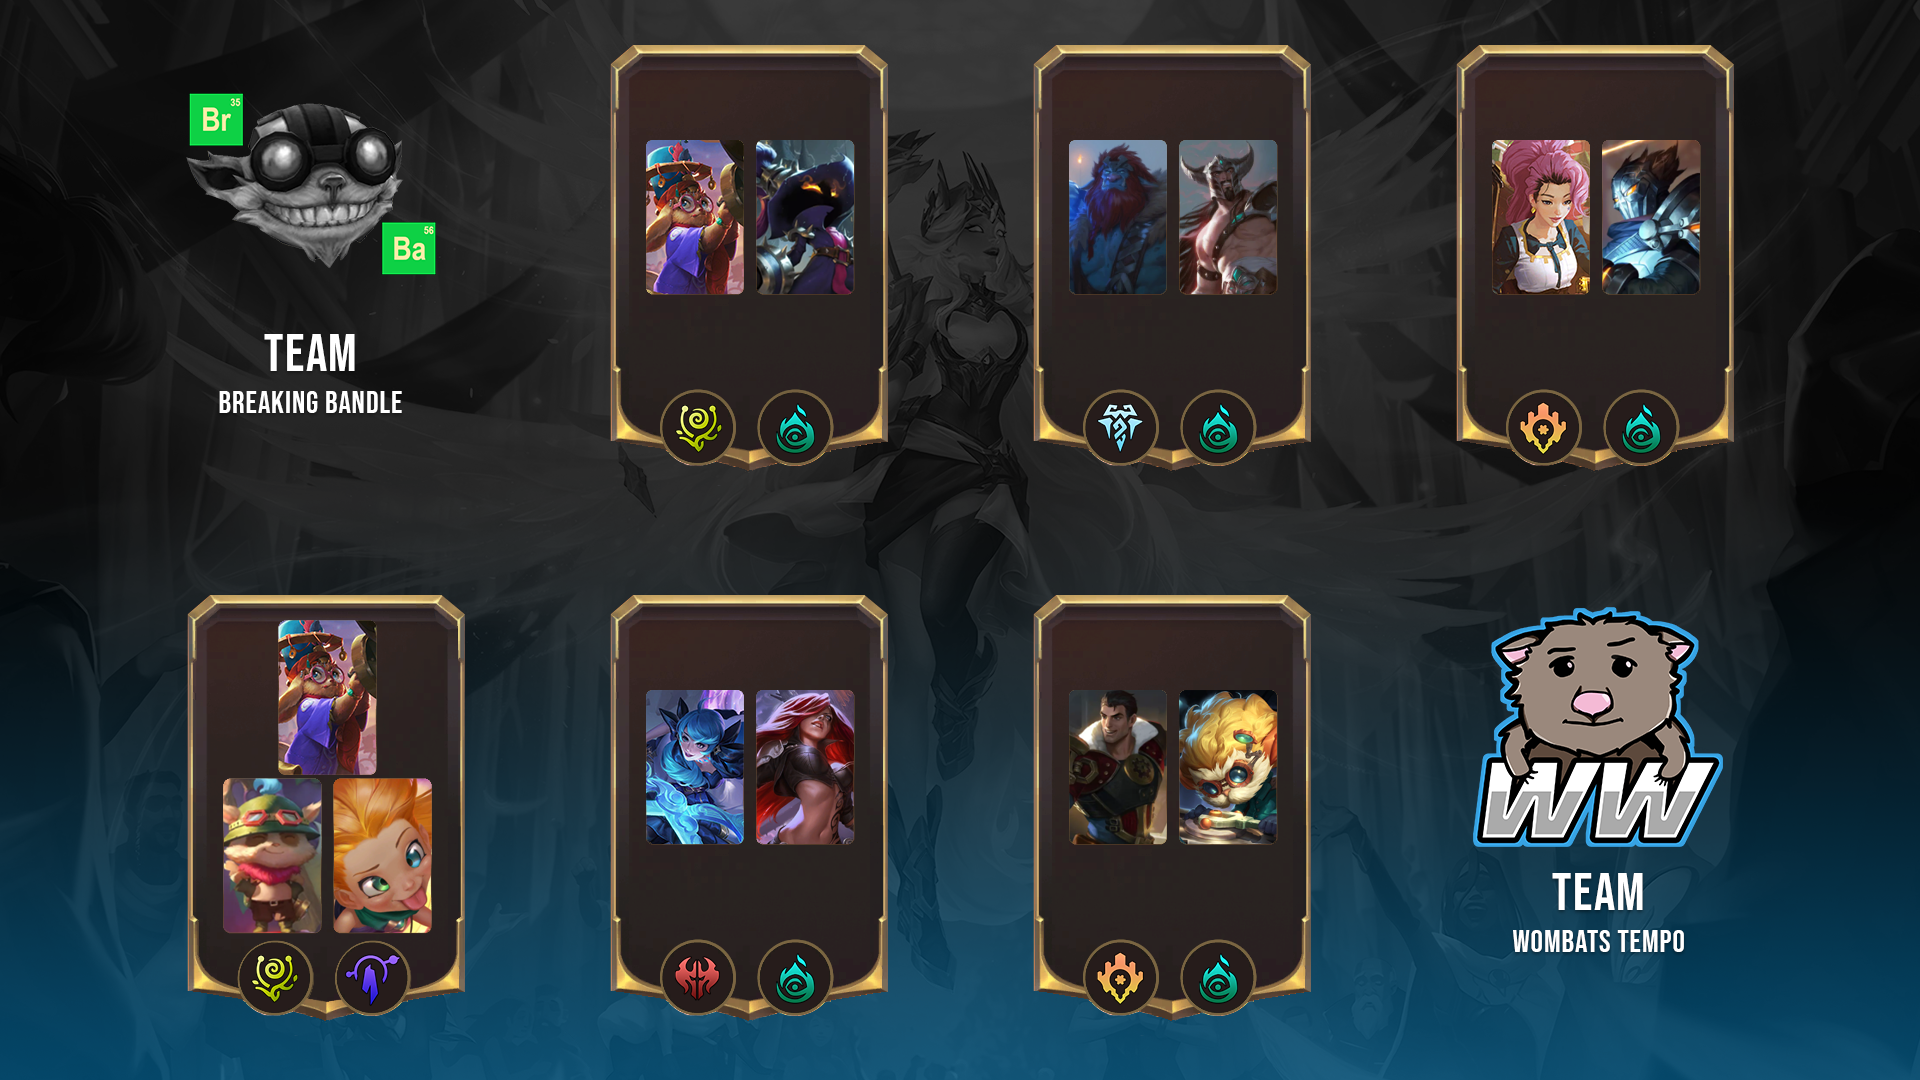 Br 35
Ba 56
TEAM
BREAKING BANDLE
WW
TEAM
WOMBATS TEMPO